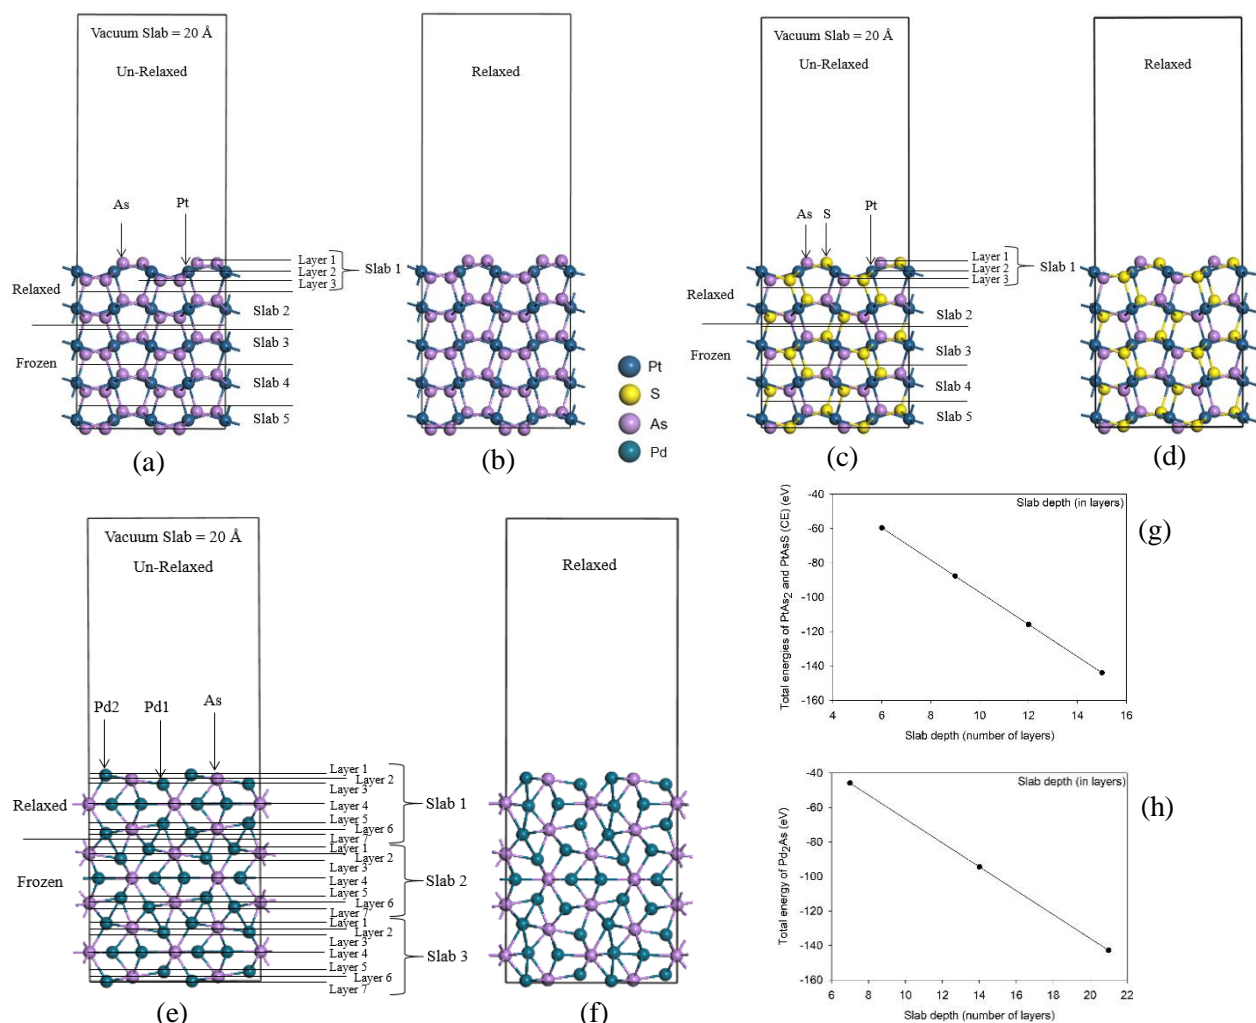 Vacuum Slab = 20 Å
Un-Relaxed
As
Pt
Layer 1
Layer 2
Layer 3
Slab 1
Relaxed
Slab 2
Slab 3
Frozen
Slab 4
Slab 5
(a)
Relaxed
(b)
Pt
S
As
Pd
Vacuum Slab = 20 Å
Un-Relaxed
As
S
Pt
Layer 1
Layer 2
Layer 3
Slab 1
Relaxed
Slab 2
Frozen
Slab 3
Slab 4
Slab 5
(c)
Relaxed
(d)
Vacuum Slab = 20 Å
Un-Relaxed
Pd2
Pd1
As
Layer 1
Layer 2
Layer 3
Layer 4
Layer 5
Layer 6
Layer 7
Slab 1
Relaxed
Frozen
Layer 1
Layer 2
Layer 3
Layer 4
Layer 5
Layer 6
Layer 7
Slab 2
Layer 1
Layer 2
Layer 3
Layer 4
Layer 5
Layer 6
Layer 7
Slab 3
(e)
Relaxed
(f)
Total energies of PtAs2 and PtAsS (CE) (eV)
-40
-60
-80
-100
-120
-140
-160
Slab depth (in layers)
4 6 8 10 12 14 16
Slab depth (number of layers)
(g)
Total energy of Pd2As (eV)
-40
-60
-80
-100
-120
-140
-160
Slab depth (in layers)
6 8 10 12 14 16 18 20 22
Slab depth (number of layers)
(h)